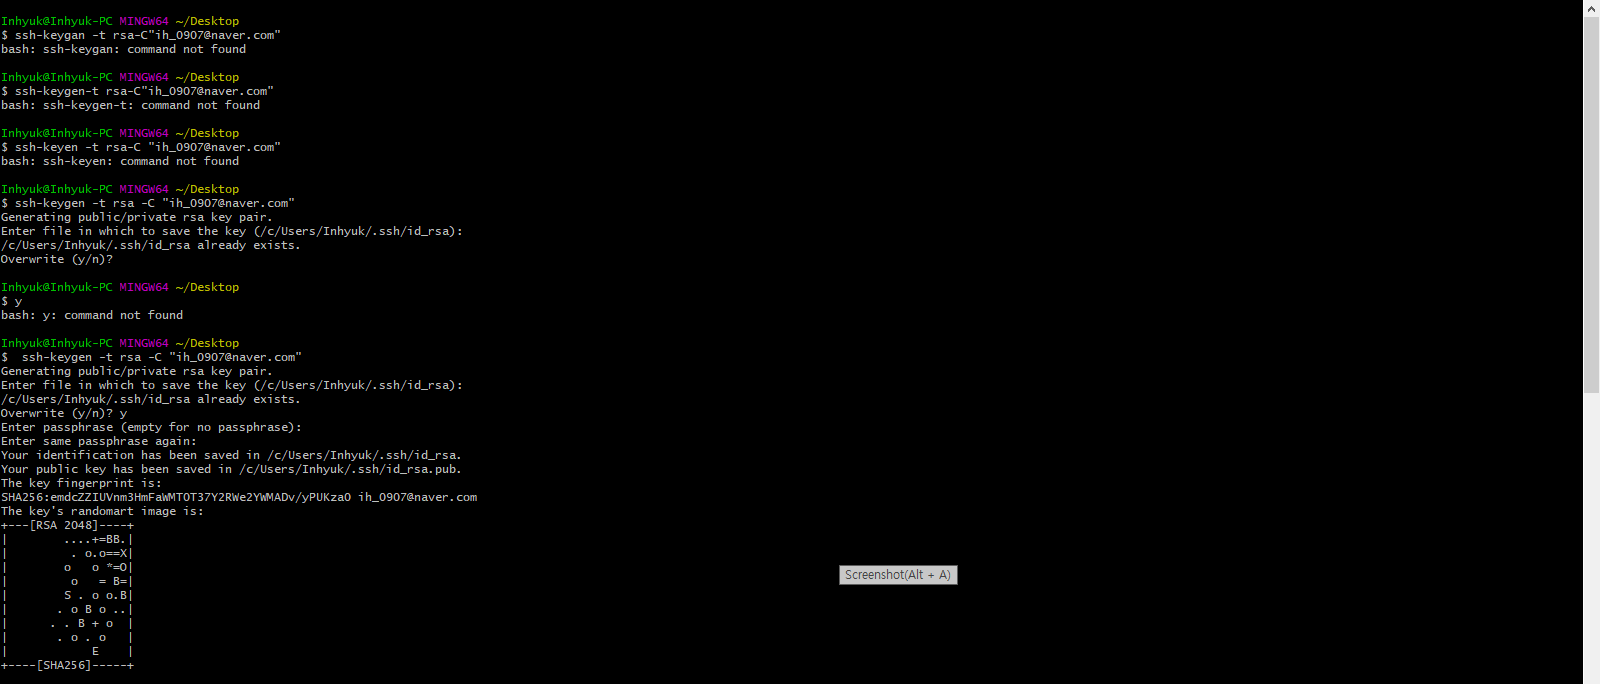 Inhyuk@Inhyuk-PC MINGW64 ~/Desktop
$ ssh-keygan -t rsa-C"ih_0907@naver.com"
bash: ssh-keygan: command not found
Inhyuk@Inhyuk-PC MINGW64 ~/Desktop
$ ssh-keygen-t rsa-C"ih_0907@naver.com"
bash: ssh-keygen-t: command not found
Inhyuk@Inhyuk-PC MINGW64 ~/Desktop
$ ssh-keyen -t rsa-C "ih_0907@naver.com"
bash: ssh-keyen: command not found
Inhyuk@Inhyuk-PC MINGW64 ~/Desktop
$ ssh-keygen -t rsa -C "ih_0907@naver.com"
Generating public/private rsa key pair.
Enter file in which to save the key (/c/Users/Inhyuk/.ssh/id_rsa):
/c/Users/Inhyuk/.ssh/id_rsa already exists.
Overwrite (y/n)?
Inhyuk@Inhyuk-PC MINGW64 ~/Desktop
$ y
bash: y: command not found
Inhyuk@Inhyuk-PC MINGW64 ~/Desktop
$  ssh-keygen -t rsa -C "ih_0907@naver.com"
Generating public/private rsa key pair.
Enter file in which to save the key (/c/Users/Inhyuk/.ssh/id_rsa):
/c/Users/Inhyuk/.ssh/id_rsa already exists.
Overwrite (y/n)? y
Enter passphrase (empty for no passphrase):
Enter same passphrase again:
Your identification has been saved in /c/Users/Inhyuk/.ssh/id_rsa.
Your public key has been saved in /c/Users/Inhyuk/.ssh/id_rsa.pub.
The key fingerprint is:
SHA256:emdcZZIUVnm3HmFaWMTOT37Y2RWe2YWMADv/yPUKzaO ih_0907@naver.com
The key's randomart image is:
+---[RSA 2048]----+
|        ....+=BB.|
|         . o.o==X|
|        o   o *=O|
|         o   = B=|
|        S . o o.B|
|       . o B o ..|
|      . . B + o  |
|       . o . o   |
|            E    |
+----[SHA256]-----+
Screenshot(Alt + A)